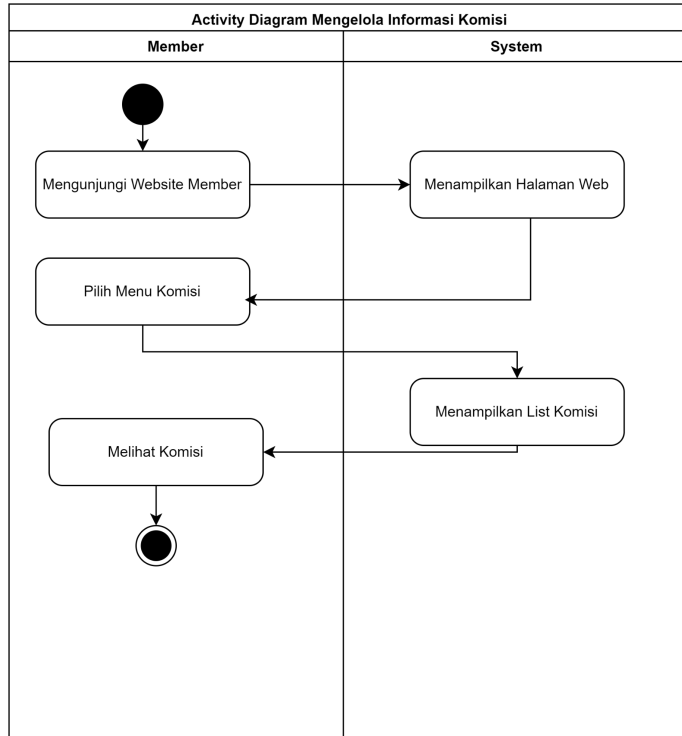 Activity Diagram Mengelola Informasi Komisi
Member
System
Mengunjungi Website Member
Menampilkan Halaman Web
Pilih Menu Komisi
Menampilkan List Komisi
Melihat Komisi